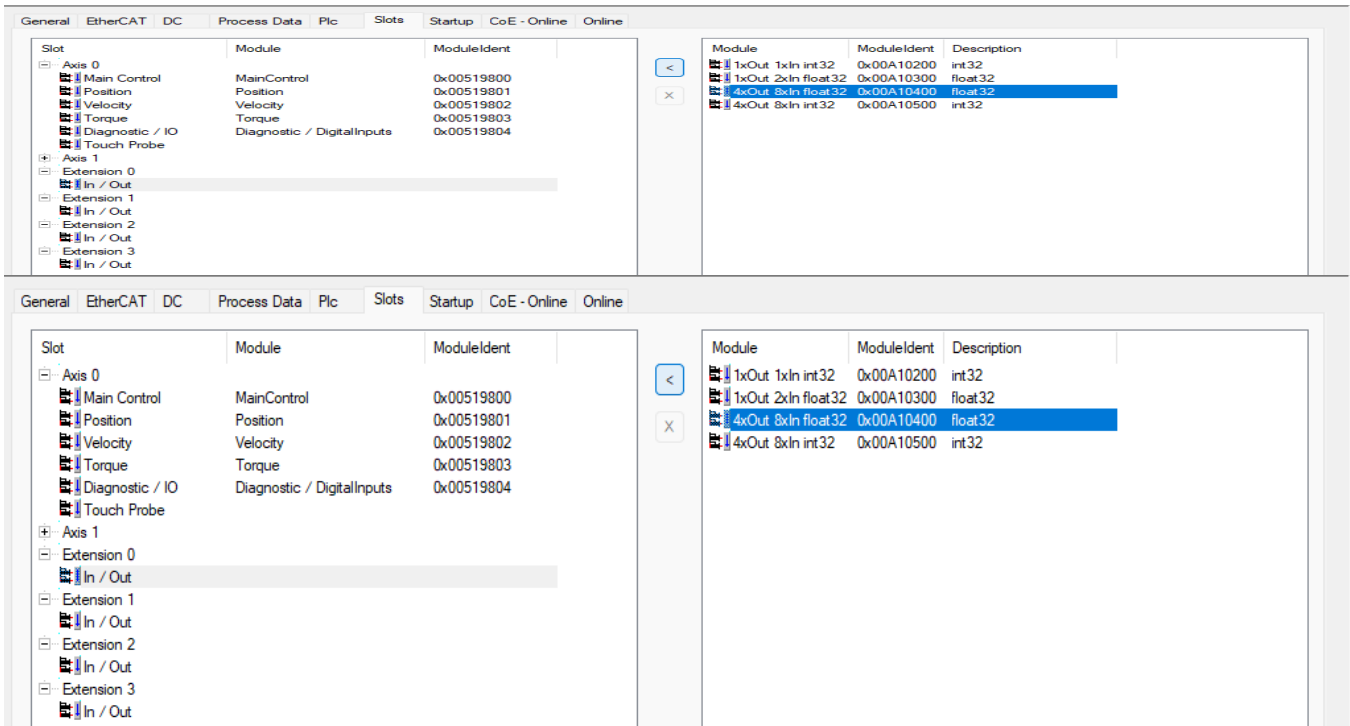 General EtherCAT DC Process Data Plc Slots Startup CoE - Online Online
Slot Module ModuleIdent
Axis 0
Main Control MainControl 0x00519800
Position Position 0x00519801
Velocity Velocity 0x00519802
Torque Torque 0x00519803
Diagnostic / IO Diagnostic / DigitalInputs 0x00519804
Touch Probe
Axis 1
Extension 0
In / Out
Extension 1
In / Out
Extension 2
In / Out
Extension 3
In / Out
<
X
Module ModuleIdent Description
1xOut 1xIn int32 0x00A10200 int32
1xOut 2xIn float32 0x00A10300 float32
4xOut 8xIn float32 0x00A10400 float32
4xOut 8xIn int32 0x00A10500 int32
General EtherCAT DC Process Data Plc Slots Startup CoE - Online Online
Slot Module ModuleIdent
Axis 0
Main Control MainControl 0x00519800
Position Position 0x00519801
Velocity Velocity 0x00519802
Torque Torque 0x00519803
Diagnostic / IO Diagnostic / DigitalInputs 0x00519804
Touch Probe
Axis 1
Extension 0
In / Out
Extension 1
In / Out
Extension 2
In / Out
Extension 3
In / Out
<
X
Module ModuleIdent Description
1xOut 1xIn int32 0x00A10200 int32
1xOut 2xIn float32 0x00A10300 float32
4xOut 8xIn float32 0x00A10400 float32
4xOut 8xIn int32 0x00A10500 int32